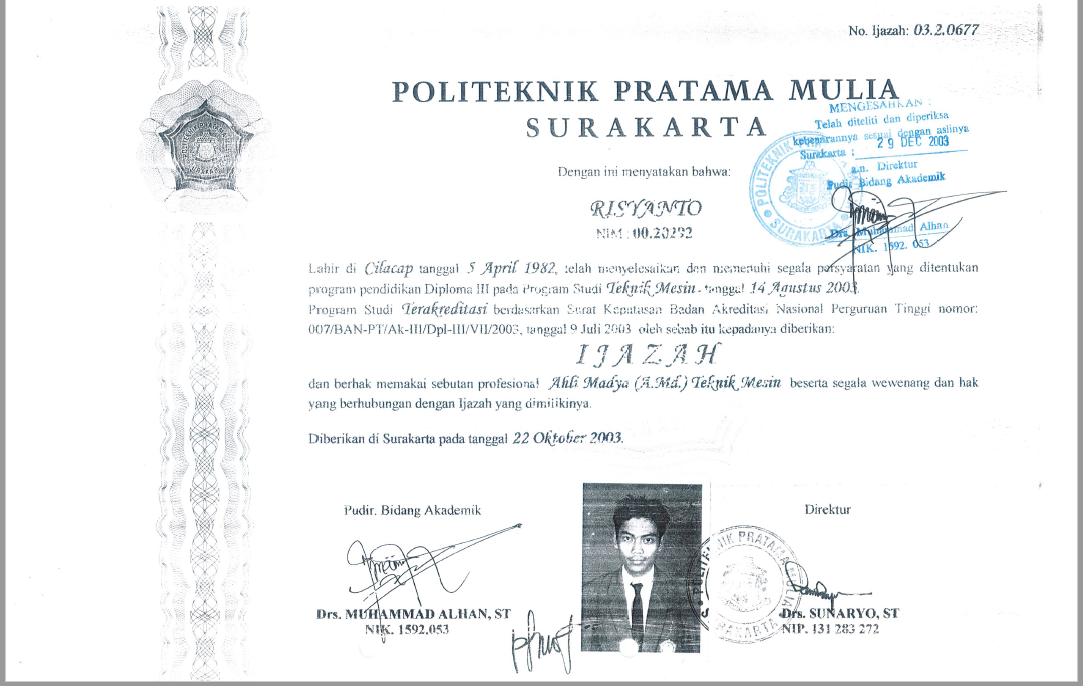 No. Ijazah: 03.2.0677
POLITEKNIK PRATAMA MULIA
SURAKARTA
MENGESAHKAN :
Telah diteliti dan diperiksa
kebenarannya sesuai dengan aslinya
Surakarta : 29 DEC 2003
a.n. Direktur
Pudir Bidang Akademik
Drs. Muhammad Alhan
NIK. 1592. 053
POLITEKNIK
SURAKARTA
Dengan ini menyatakan bahwa:
RISYANTO
NIM : 00.20292
Lahir di Cilacap tanggal 5 April 1982, telah menyelesaikan dan memenuhi segala persyaratan yang ditentukan
program pendidikan Diploma III pada Program Studi Teknik Mesin. tanggal 14 Agustus 2003.
Program Studi Terakreditasi berdasarkan Surat Keputusan Badan Akreditasi Nasional Perguruan Tinggi nomor:
007/BAN-PT/Ak-III/Dpl-III/VII/2003, tanggal 9 Juli 2003 oleh sebab itu kepadanya diberikan:
IJAZAH
dan berhak memakai sebutan profesional Ahli Madya (A.Md.) Teknik Mesin beserta segala wewenang dan hak
yang berhubungan dengan Ijazah yang dimilikinya.
Diberikan di Surakarta pada tanggal 22 Oktober 2003.
Pudir. Bidang Akademik
Direktur
POLITEKNIK PRATAMA MULIA
SURAKARTA
Drs. MUHAMMAD ALHAN, ST
NIK. 1592.053
Drs. SUNARYO, ST
NIP. 131 283 272